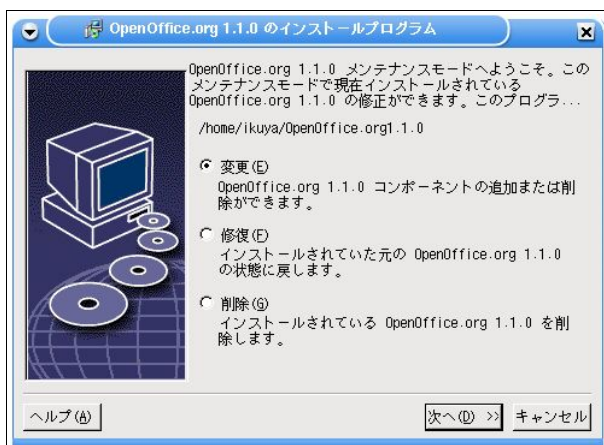 OpenOffice.org 1.1.0 のインストールプログラム
OpenOffice.org 1.1.0 メンテナンスモードへようこそ。この
メンテナンスモードで現在インストールされている
OpenOffice.org 1.1.0 の修正ができます。このプログラ...
/home/ikuya/OpenOffice.org1.1.0
変更(E)
OpenOffice.org 1.1.0 コンポーネントの追加または削
除ができます。
修復(F)
インストールされていた元の OpenOffice.org 1.1.0
の状態に戻します。
削除(G)
インストールされている OpenOffice.org 1.1.0 を削
除します。
ヘルプ(A)
次へ(D) >>
キャンセル